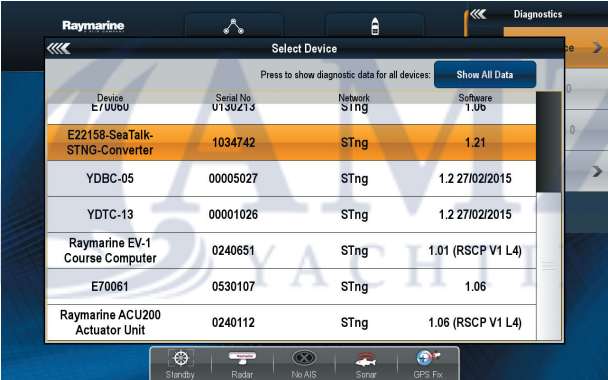 Raymarine
Diagnostics
Select Device
Press to show diagnostic data for all devices:
Show All Data
Device Serial No Network Software
E70060 0130213 STng 1.06
E22158-SeaTalk-
STNG-Converter 1034742 STng 1.21
YDBC-05 00005027 STng 1.2 27/02/2015
YDTC-13 00001026 STng 1.2 27/02/2015
Raymarine EV-1
Course Computer 0240651 STng 1.01 (RSCP V1 L4)
E70061 0530107 STng 1.06
Raymarine ACU200
Actuator Unit 0240112 STng 1.06 (RSCP V1 L4)
Standby Radar No AIS Sonar GPS Fix